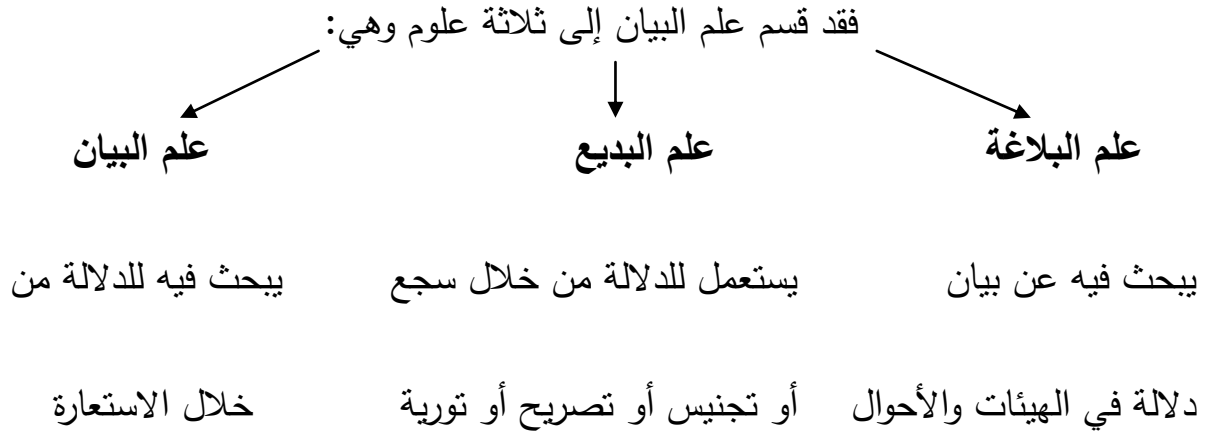 فقد قسم علم البيان إلى ثلاثة علوم وهي:
علم البلاغة علم البديع علم البيان
يبحث فيه عن بيان يستعمل للدلالة من خلال سجع يبحث فيه للدلالة من
دلالة في الهيئات والأحوال أو تجنيس أو تصريح أو تورية خلال الاستعارة